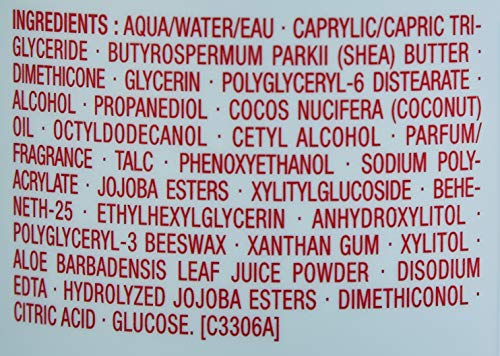 INGREDIENTS : AQUA/WATER/EAU · CAPRYLIC/CAPRIC TRI-
GLYCERIDE · BUTYROSPERMUM PARKII (SHEA) BUTTER ·
DIMETHICONE · GLYCERIN · POLYGLYCERYL-6 DISTEARATE ·
ALCOHOL · PROPANEDIOL · COCOS NUCIFERA (COCONUT)
OIL · OCTYLDODECANOL · CETYL ALCOHOL · PARFUM/
FRAGRANCE · TALC · PHENOXYETHANOL · SODIUM POLY-
ACRYLATE · JOJOBA ESTERS · XYLITYLGLUCOSIDE · BEHE-
NETH-25 · ETHYLHEXYLGLYCERIN · ANHYDROXYLITOL ·
POLYGLYCERYL-3 BEESWAX · XANTHAN GUM · XYLITOL ·
ALOE BARBADENSIS LEAF JUICE POWDER · DISODIUM
EDTA · HYDROLYZED JOJOBA ESTERS · DIMETHICONOL ·
CITRIC ACID · GLUCOSE. [C3306A]